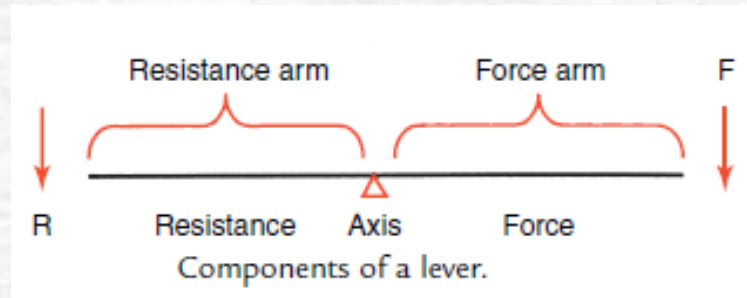 Resistance arm Force arm F
R Resistance Axis Force
Components of a lever.